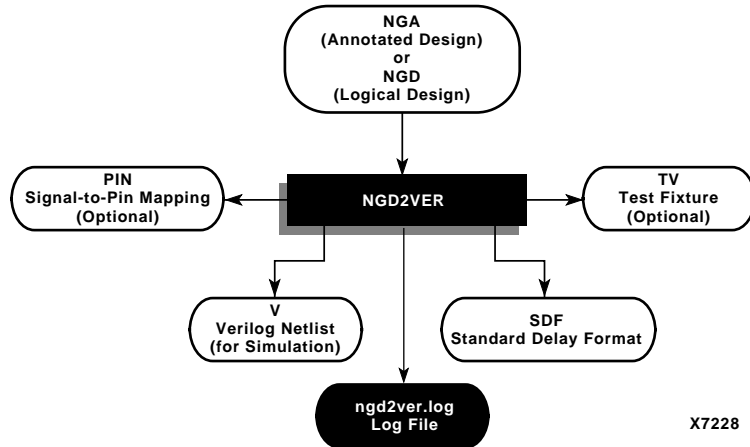 NGA
(Annotated Design)
or
NGD
(Logical Design)
PIN
Signal-to-Pin Mapping
(Optional)
NGD2VER
TV
Test Fixture
(Optional)
V
Verilog Netlist
(for Simulation)
SDF
Standard Delay Format
ngd2ver.log
Log File
X7228